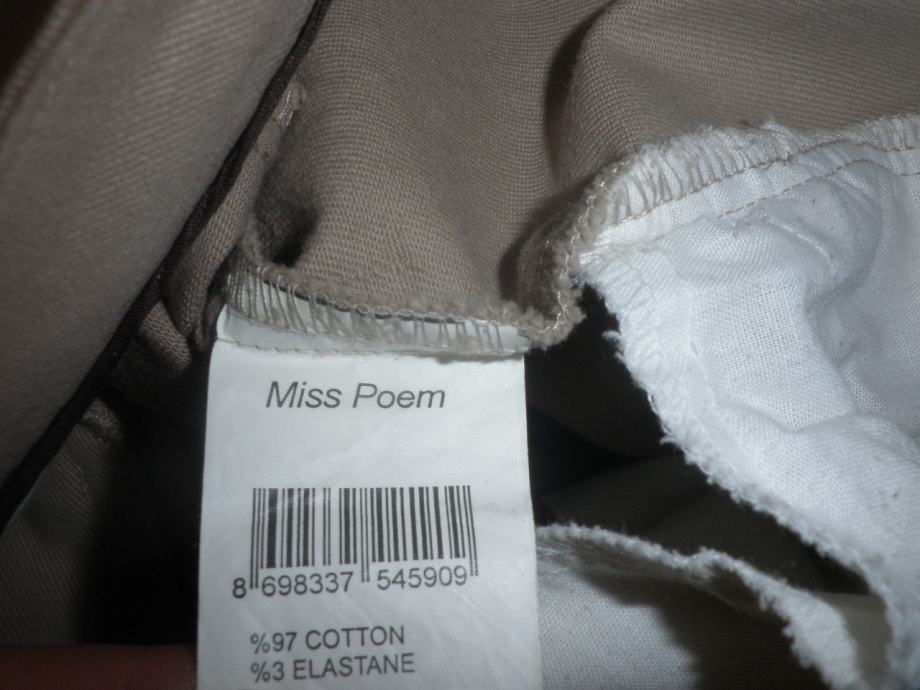 Miss Poem
8 698337 545909
%97 COTTON
%3 ELASTANE